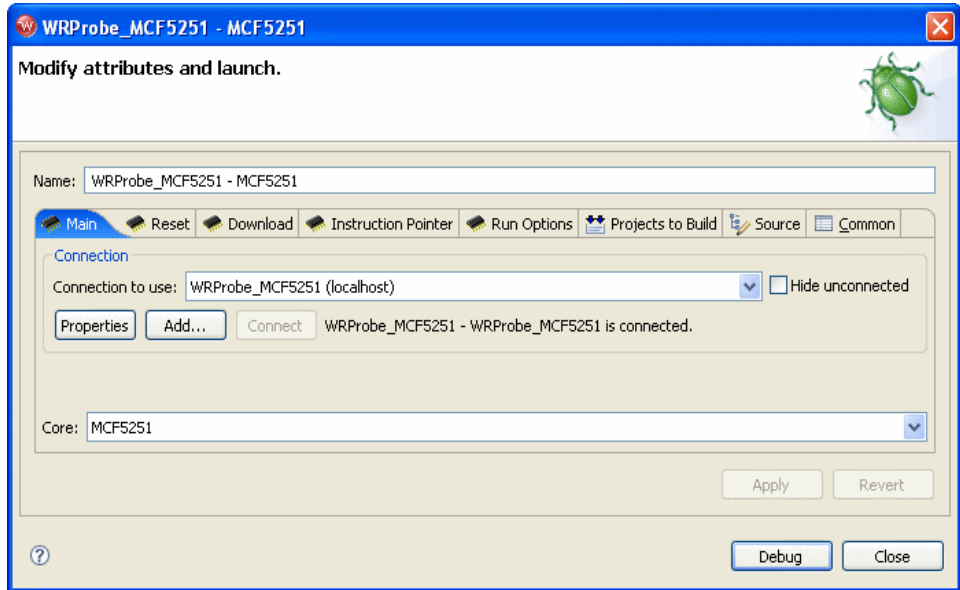 WRProbe_MCF5251 - MCF5251
Modify attributes and launch.
Name: WRProbe_MCF5251 - MCF5251
Main Reset Download Instruction Pointer Run Options Projects to Build Source Common
Connection
Connection to use: WRProbe_MCF5251 (localhost) Hide unconnected
Properties Add... Connect WRProbe_MCF5251 - WRProbe_MCF5251 is connected.
Core: MCF5251
Apply Revert
? Debug Close